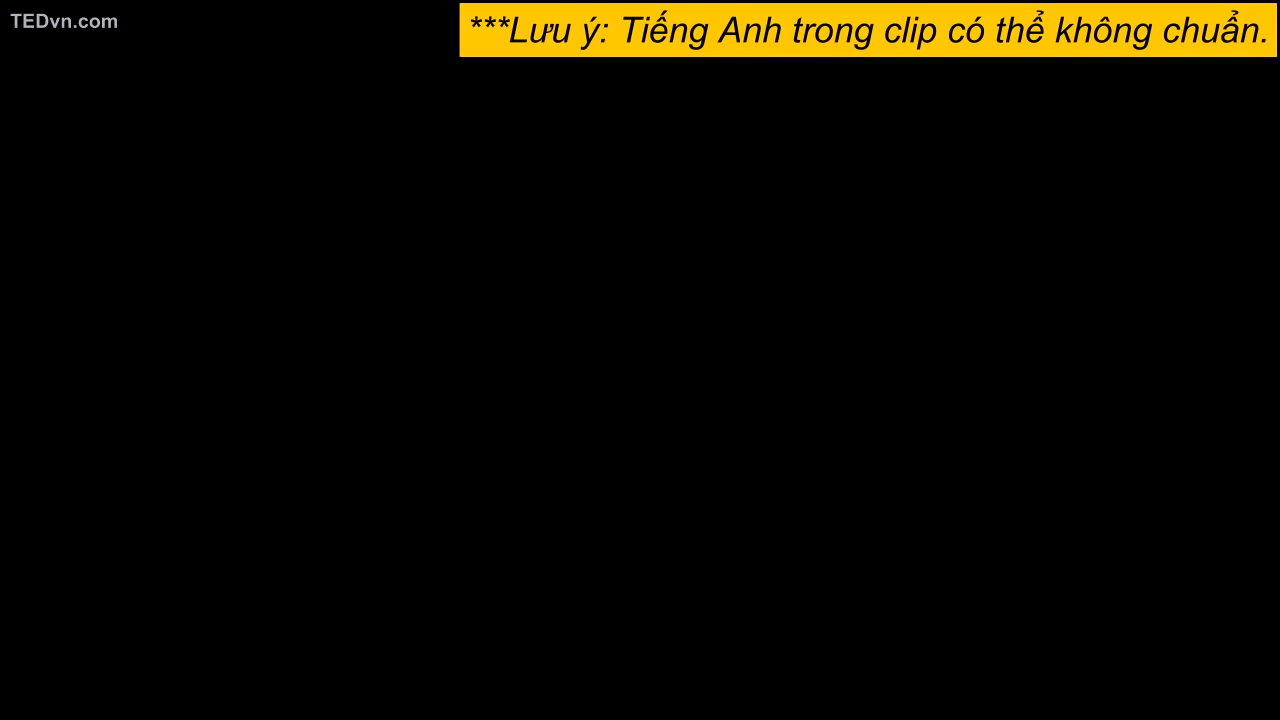 TEDvn.com
***Lưu ý: Tiếng Anh trong clip có thể không chuẩn.